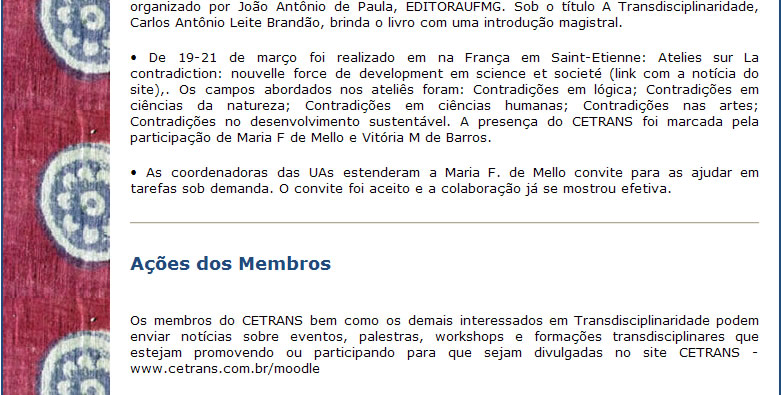 organizado por João Antônio de Paula, EDITORAUFMG. Sob o título A Transdisciplinaridade,
Carlos Antônio Leite Brandão, brinda o livro com uma introdução magistral.
• De 19-21 de março foi realizado em na França em Saint-Etienne: Atelies sur La
contradiction: nouvelle force de development em science et societé (link com a notícia do
site),. Os campos abordados nos ateliês foram: Contradições em lógica; Contradições em
ciências da natureza; Contradições em ciências humanas; Contradições nas artes;
Contradições no desenvolvimento sustentável. A presença do CETRANS foi marcada pela
participação de Maria F de Mello e Vitória M de Barros.
• As coordenadoras das UAs estenderam a Maria F. de Mello convite para as ajudar em
tarefas sob demanda. O convite foi aceito e a colaboração já se mostrou efetiva.
Ações dos Membros
Os membros do CETRANS bem como os demais interessados em Transdisciplinaridade podem
enviar notícias sobre eventos, palestras, workshops e formações transdisciplinares que
estejam promovendo ou participando para que sejam divulgadas no site CETRANS -
www.cetrans.com.br/moodle